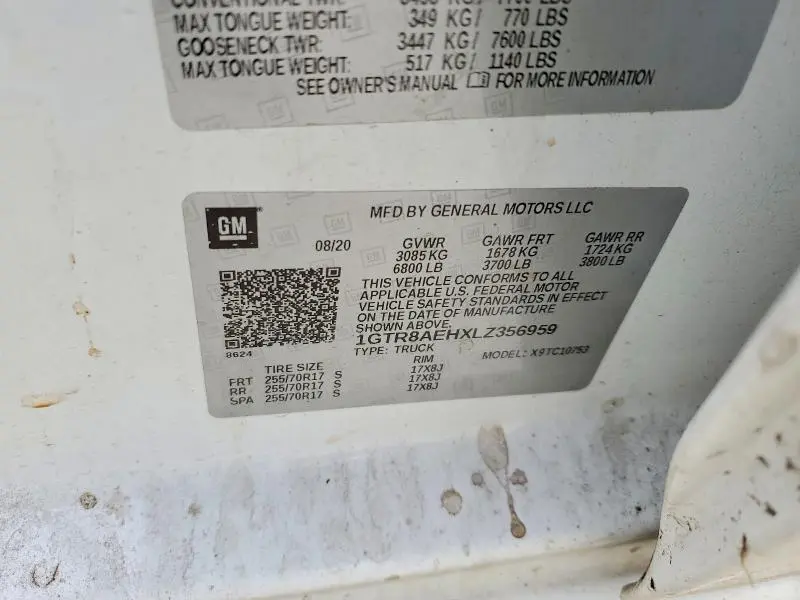 MAX TONGUE WEIGHT: 349 KG/ 770 LBS
GOOSENECK TWR: 3447 KG/ 7600 LBS
MAX TONGUE WEIGHT: 517 KG/ 1140 LBS
SEE OWNER'S MANUAL FOR MORE INFORMATION
GM
MFD BY GENERAL MOTORS LLC
08/20 GVWR GAWR FRT GAWR RR
3085 KG 1678 KG 1724 KG
6800 LB 3700 LB 3800 LB
THIS VEHICLE CONFORMS TO ALL
APPLICABLE U.S. FEDERAL MOTOR
VEHICLE SAFETY STANDARDS IN EFFECT
ON THE DATE OF MANUFACTURE
SHOWN ABOVE.
1GTR8AEHXLZ356959
8624
TYPE: TRUCK MODEL: X9TC10753
TIRE SIZE RIM
FRT 255/70R17 S 17X8J
RR 255/70R17 S 17X8J
SPA 255/70R17 S 17X8J